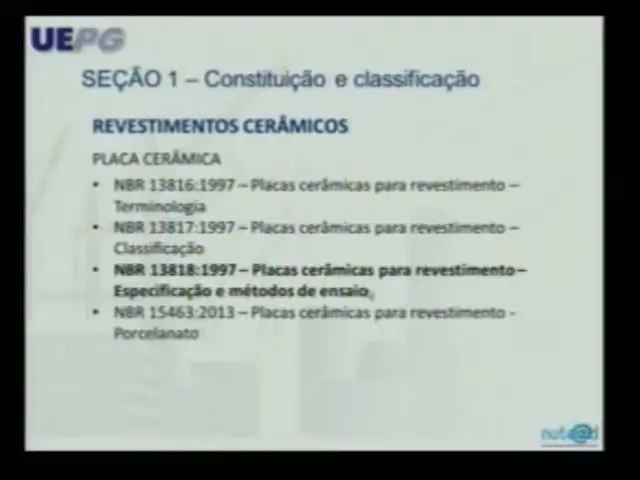 UEPG
SEÇÃO 1 – Constituição e classificação
REVESTIMENTOS CERÂMICOS
PLACA CERÂMICA
• NBR 13816:1997 – Placas cerâmicas para revestimento –
Terminologia
• NBR 13817:1997 – Placas cerâmicas para revestimento –
Classificação
• NBR 13818:1997 – Placas cerâmicas para revestimento –
Especificação e métodos de ensaio;
• NBR 15463:2013 – Placas cerâmicas para revestimento -
Porcelanato
nute@d